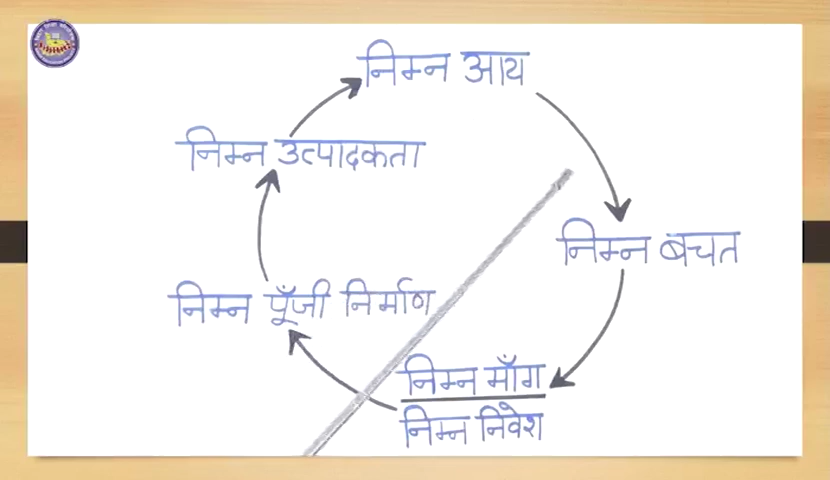 निम्न आय
निम्न उत्पादकता
निम्न बचत
निम्न पूँजी निर्माण
निम्न माँग
निम्न निवेश